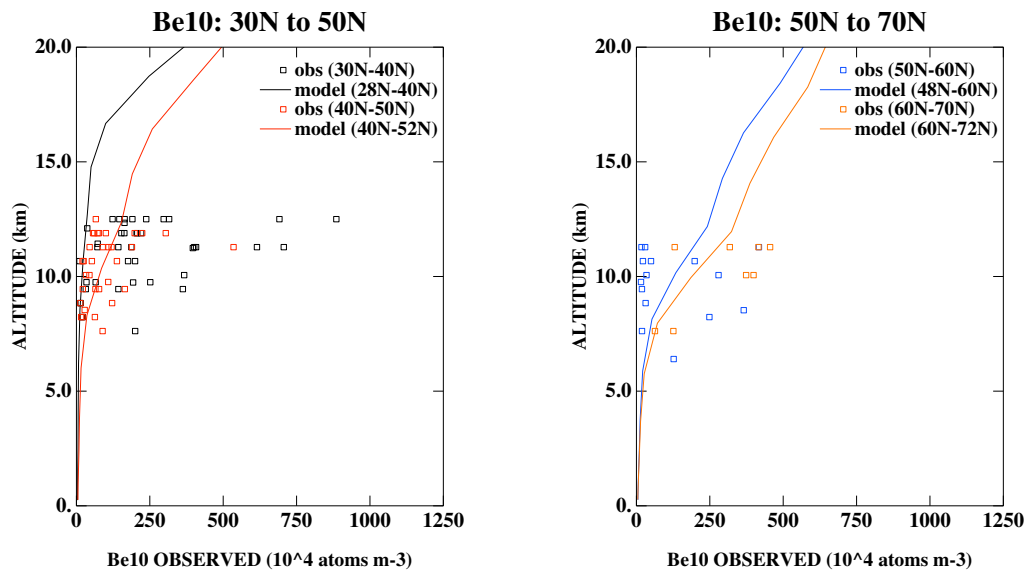 Be10: 30N to 50N
20.0
15.0
10.0
5.0
0.
0
250
500
750
1000
1250
ALTITUDE (km)
Be10 OBSERVED (10^4 atoms m-3)
obs (30N-40N)
model (28N-40N)
obs (40N-50N)
model (40N-52N)
Be10: 50N to 70N
20.0
15.0
10.0
5.0
0.
0
250
500
750
1000
1250
ALTITUDE (km)
Be10 OBSERVED (10^4 atoms m-3)
obs (50N-60N)
model (48N-60N)
obs (60N-70N)
model (60N-72N)